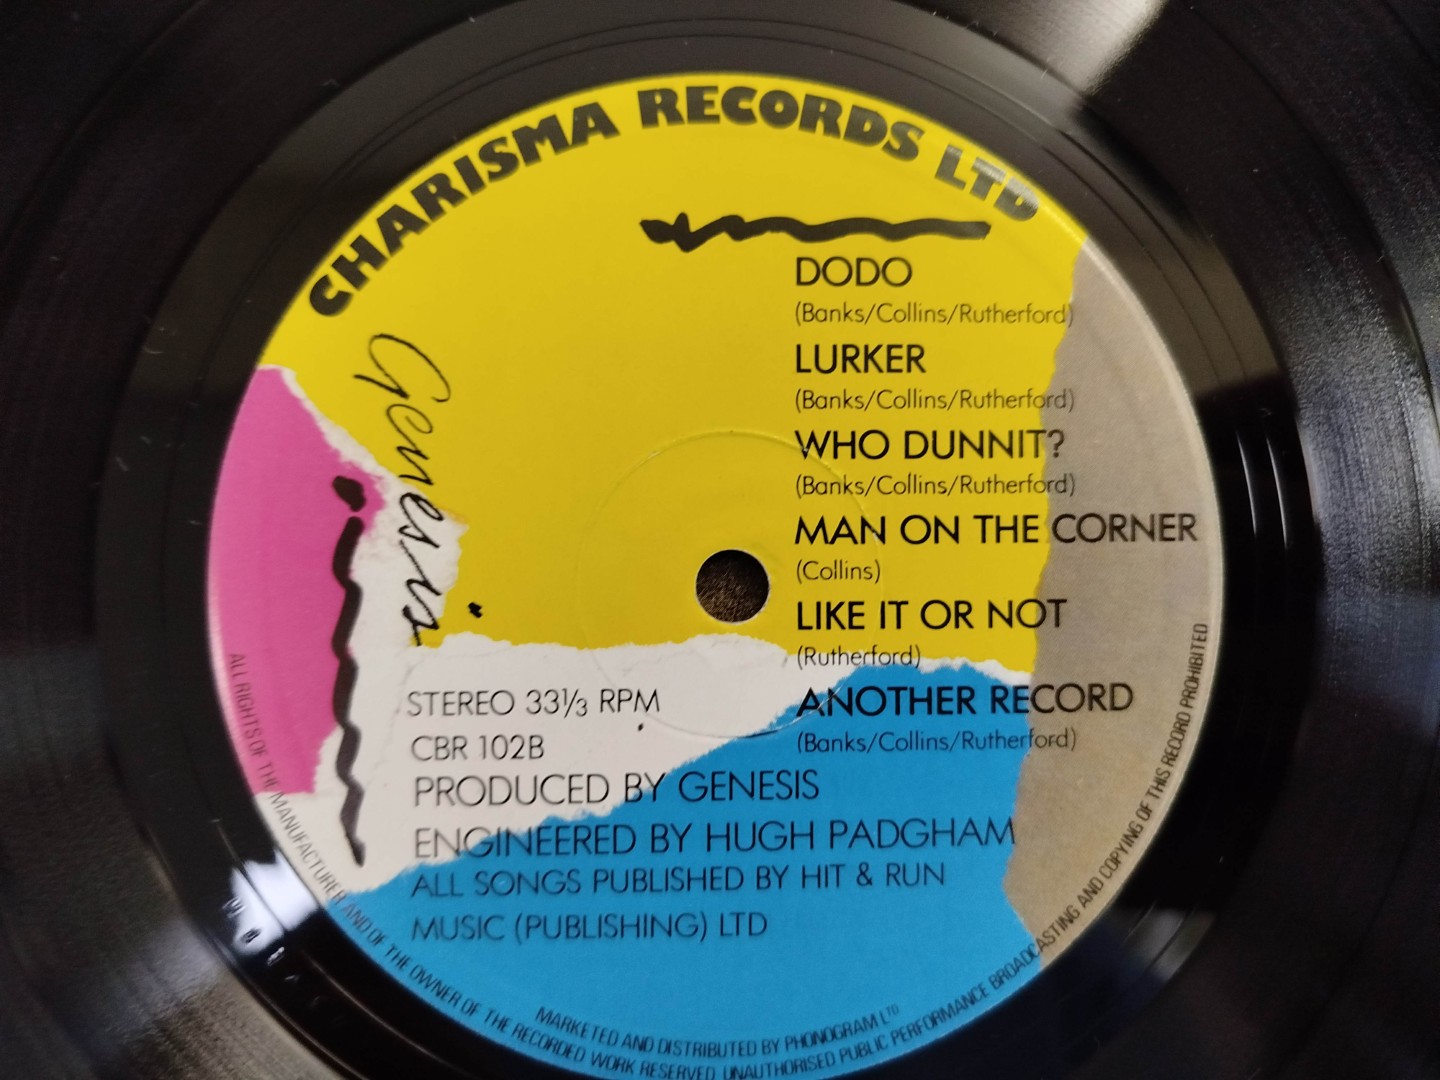 CHARISMA RECORDS LTD
Genesis
DODO
(Banks/Collins/Rutherford)
LURKER
(Banks/Collins/Rutherford)
WHO DUNNIT?
(Banks/Collins/Rutherford)
MAN ON THE CORNER
(Collins)
LIKE IT OR NOT
(Rutherford)
ANOTHER RECORD
(Banks/Collins/Rutherford)
STEREO 33⅓ RPM
CBR 102B
PRODUCED BY GENESIS
ENGINEERED BY HUGH PADGHAM
ALL SONGS PUBLISHED BY HIT & RUN
MUSIC (PUBLISHING) LTD
MARKETED AND DISTRIBUTED BY PHONOGRAM LTD
ALL RIGHTS OF THE MANUFACTURER AND OF THE OWNER OF THE RECORDED WORK RESERVED. UNAUTHORISED PUBLIC PERFORMANCE BROADCASTING AND COPYING OF THIS RECORD PROHIBITED